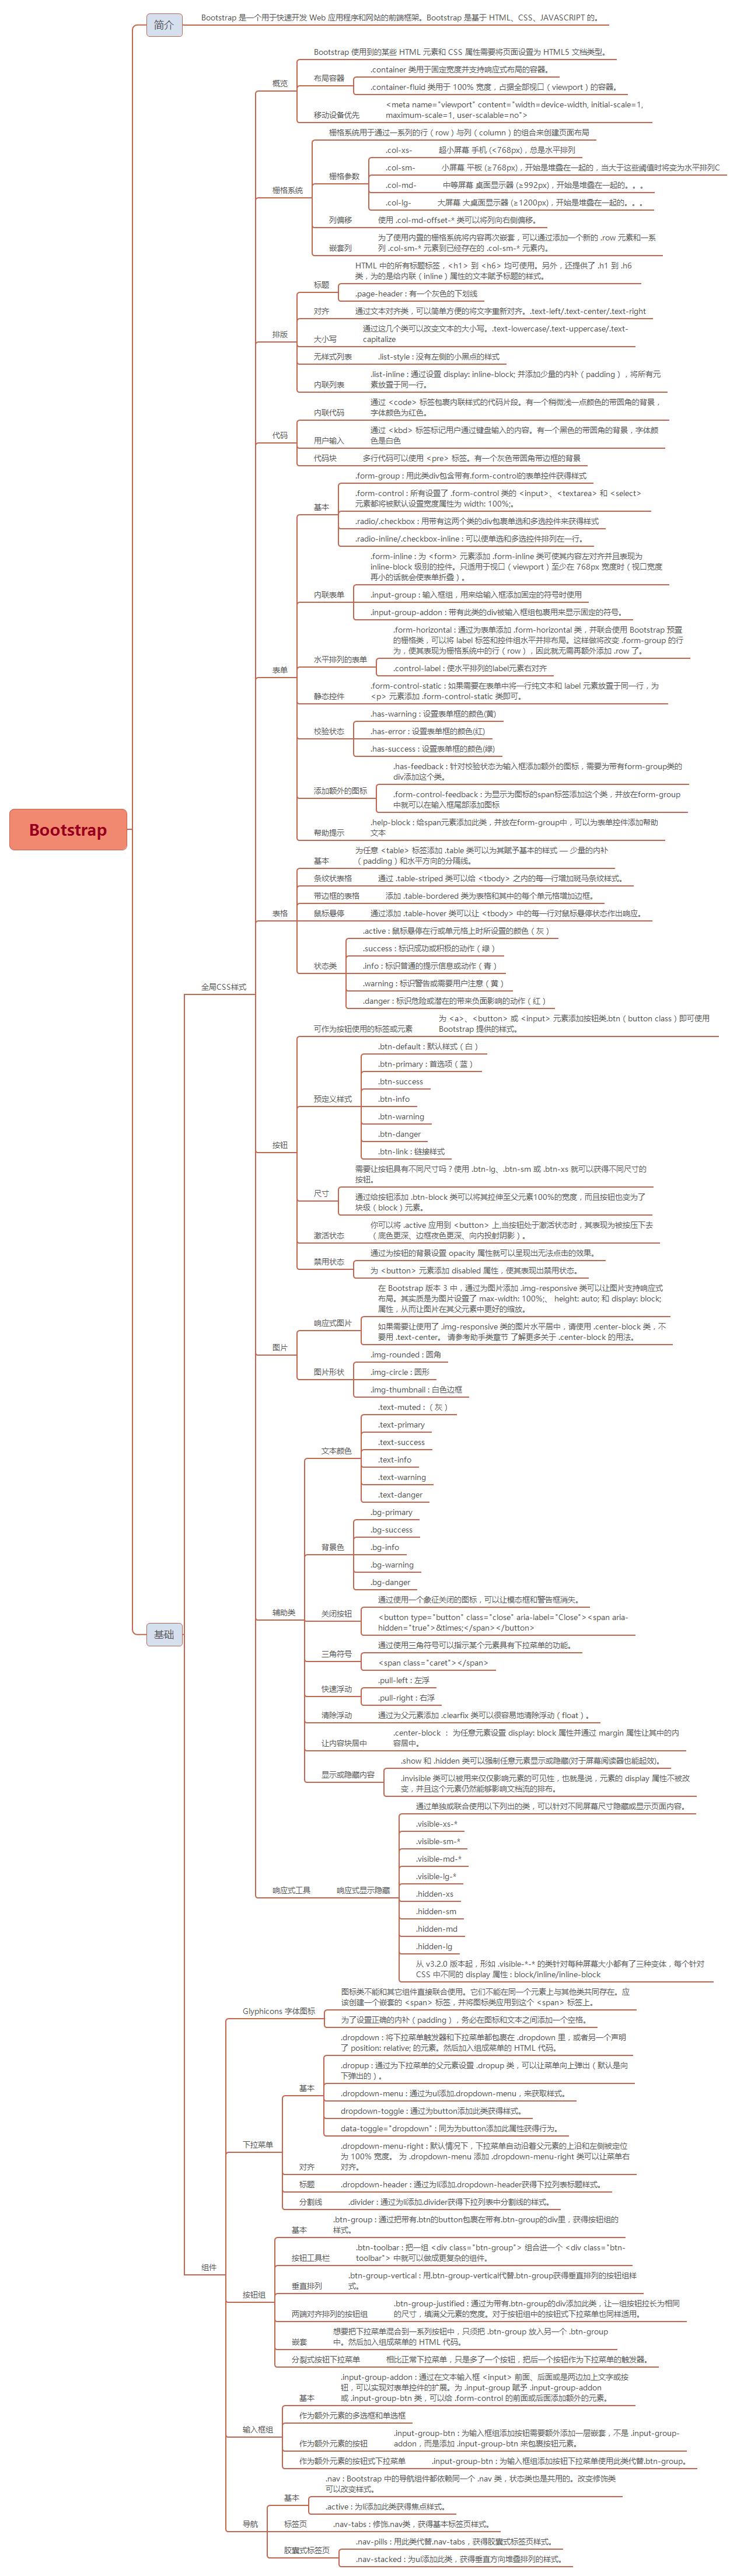 简介
Bootstrap 是一个用于快速开发 Web 应用程序和网站的前端框架。Bootstrap 是基于 HTML、CSS、JAVASCRIPT 的。
概览
Bootstrap 使用到的某些 HTML 元素和 CSS 属性需要将页面设置为 HTML5 文档类型。
布局容器
.container 类用于固定宽度并支持响应式布局的容器。
.container-fluid 类用于 100% 宽度，占据全部视口（viewport）的容器。
移动设备优先
<meta name="viewport" content="width=device-width, initial-scale=1,
maximum-scale=1, user-scalable=no">
栅格系统
栅格系统用于通过一系列的行（row）与列（column）的组合来创建页面布局
栅格参数
.col-xs- 超小屏幕 手机 (<768px)，总是水平排列
.col-sm- 小屏幕 平板 (≥768px)，开始是堆叠在一起的，当大于这些阈值时将变为水平排列C
.col-md- 中等屏幕 桌面显示器 (≥992px)，开始是堆叠在一起的。。。
.col-lg- 大屏幕 大桌面显示器 (≥1200px)，开始是堆叠在一起的。。。
列偏移
使用 .col-md-offset-* 类可以将列向右侧偏移。
嵌套列
为了使用内置的栅格系统将内容再次嵌套，可以通过添加一个新的 .row 元素和一系
列 .col-sm-* 元素到已经存在的 .col-sm-* 元素内。
排版
标题
HTML 中的所有标题标签，<h1> 到 <h6> 均可使用。另外，还提供了 .h1 到 .h6
类，为的是给内联（inline）属性的文本赋予标题的样式。
.page-header : 有一个灰色的下划线
对齐
通过文本对齐类，可以简单方便的将文字重新对齐。.text-left/.text-center/.text-right
大小写
通过这几个类可以改变文本的大小写。.text-lowercase/.text-uppercase/.text-
capitalize
无样式列表
.list-style : 没有左侧的小黑点的样式
内联列表
.list-inline : 通过设置 display: inline-block; 并添加少量的内补（padding），将所有元
素放置于同一行。
代码
内联代码
通过 <code> 标签包裹内联样式的代码片段。有一个稍微浅一点颜色的带圆角的背景，
字体颜色为红色。
用户输入
通过 <kbd> 标签标记用户通过键盘输入的内容。有一个黑色的带圆角的背景，字体颜
色是白色
代码块
多行代码可以使用 <pre> 标签。有一个灰色带圆角带边框的背景
表单
基本
.form-group : 用此类div包含带有.form-control的表单控件获得样式
.form-control : 所有设置了 .form-control 类的 <input>、<textarea> 和 <select>
元素都将被默认设置宽度属性为 width: 100%;。
.radio/.checkbox : 用带有这两个类的div包裹单选和多选控件来获得样式
.radio-inline/.checkbox-inline : 可以使单选和多选控件排列在一行。
内联表单
.form-inline : 为 <form> 元素添加 .form-inline 类可使其内容左对齐并且表现为
inline-block 级别的控件。只适用于视口（viewport）至少在 768px 宽度时（视口宽度
再小的话就会使表单折叠）。
.input-group : 输入框组，用来给输入框添加固定的符号时使用
.input-group-addon : 带有此类的div被输入框组包裹用来显示固定的符号。
水平排列的表单
.form-horizontal : 通过为表单添加 .form-horizontal 类，并联合使用 Bootstrap 预置
的栅格类，可以将 label 标签和控件组水平并排布局。这样做将改变 .form-group 的行
为，使其表现为栅格系统中的行（row），因此就无需再额外添加 .row 了。
.control-label : 使水平排列的label元素右对齐
静态控件
.form-control-static : 如果需要在表单中将一行纯文本和 label 元素放置于同一行，为
<p> 元素添加 .form-control-static 类即可。
校验状态
.has-warning : 设置表单框的颜色(黄)
.has-error : 设置表单框的颜色(红)
.has-success : 设置表单框的颜色(绿)
添加额外的图标
.has-feedback : 针对校验状态为输入框添加额外的图标，需要为带有form-group类的
div添加这个类。
.form-control-feedback : 为显示为图标的span标签添加这个类，并放在form-group
中就可以在输入框尾部添加图标
帮助提示
.help-block : 给span元素添加此类，并放在form-group中，可以为表单控件添加帮助
文本
Bootstrap
表格
基本
为任意 <table> 标签添加 .table 类可以为其赋予基本的样式 — 少量的内补
（padding）和水平方向的分隔线。
条纹状表格
通过 .table-striped 类可以给 <tbody> 之内的每一行增加斑马条纹样式。
带边框的表格
添加 .table-bordered 类为表格和其中的每个单元格增加边框。
鼠标悬停
通过添加 .table-hover 类可以让 <tbody> 中的每一行对鼠标悬停状态作出响应。
状态类
.active : 鼠标悬停在行或单元格上时所设置的颜色（灰）
.success : 标识成功或积极的动作（绿）
.info : 标识普通的提示信息或动作（青）
.warning : 标识警告或需要用户注意（黄）
.danger : 标识危险或潜在的带来负面影响的动作（红）
全局CSS样式
按钮
可作为按钮使用的标签或元素
为 <a>、<button> 或 <input> 元素添加按钮类.btn（button class）即可使用
Bootstrap 提供的样式。
预定义样式
.btn-default : 默认样式（白）
.btn-primary : 首选项（蓝）
.btn-success
.btn-info
.btn-warning
.btn-danger
.btn-link : 链接样式
尺寸
需要让按钮具有不同尺寸吗？使用 .btn-lg、.btn-sm 或 .btn-xs 就可以获得不同尺寸的
按钮。
通过给按钮添加 .btn-block 类可以将其拉伸至父元素100%的宽度，而且按钮也变为了
块级（block）元素。
激活状态
你可以将 .active 应用到 <button> 上,当按钮处于激活状态时，其表现为被按压下去
（底色更深、边框夜色更深、向内投射阴影）。
禁用状态
通过为按钮的背景设置 opacity 属性就可以呈现出无法点击的效果。
为 <button> 元素添加 disabled 属性，使其表现出禁用状态。
图片
响应式图片
在 Bootstrap 版本 3 中，通过为图片添加 .img-responsive 类可以让图片支持响应式
布局。其实质是为图片设置了 max-width: 100%;、 height: auto; 和 display: block;
属性，从而让图片在其父元素中更好的缩放。
如果需要让使用了 .img-responsive 类的图片水平居中，请使用 .center-block 类，不
要用 .text-center。 请参考助手类章节 了解更多关于 .center-block 的用法。
图片形状
.img-rounded : 圆角
.img-circle : 圆形
.img-thumbnail : 白色边框
辅助类
文本颜色
.text-muted : （灰）
.text-primary
.text-success
.text-info
.text-warning
.text-danger
背景色
.bg-primary
.bg-success
.bg-info
.bg-warning
.bg-danger
关闭按钮
通过使用一个象征关闭的图标，可以让模态框和警告框消失。
<button type="button" class="close" aria-label="Close"><span aria-
hidden="true">&times;</span></button>
基础
三角符号
通过使用三角符号可以指示某个元素具有下拉菜单的功能。
<span class="caret"></span>
快速浮动
.pull-left : 左浮
.pull-right : 右浮
清除浮动
通过为父元素添加 .clearfix 类可以很容易地清除浮动（float）。
让内容块居中
.center-block ： 为任意元素设置 display: block 属性并通过 margin 属性让其中的内
容居中。
显示或隐藏内容
.show 和 .hidden 类可以强制任意元素显示或隐藏(对于屏幕阅读器也能起效)。
.invisible 类可以被用来仅仅影响元素的可见性，也就是说，元素的 display 属性不被改
变，并且这个元素仍然能够影响文档流的排布。
响应式工具
响应式显示隐藏
通过单独或联合使用以下列出的类，可以针对不同屏幕尺寸隐藏或显示页面内容。
.visible-xs-*
.visible-sm-*
.visible-md-*
.visible-lg-*
.hidden-xs
.hidden-sm
.hidden-md
.hidden-lg
从 v3.2.0 版本起，形如 .visible-*-* 的类针对每种屏幕大小都有了三种变体，每个针对
CSS 中不同的 display 属性 : block/inline/inline-block
组件
Glyphicons 字体图标
图标类不能和其它组件直接联合使用。它们不能在同一个元素上与其他类共同存在。应
该创建一个嵌套的 <span> 标签，并将图标类应用到这个 <span> 标签上。
为了设置正确的内补（padding），务必在图标和文本之间添加一个空格。
下拉菜单
基本
.dropdown : 将下拉菜单触发器和下拉菜单都包裹在 .dropdown 里，或者另一个声明
了 position: relative; 的元素。然后加入组成菜单的 HTML 代码。
.dropup : 通过为下拉菜单的父元素设置 .dropup 类，可以让菜单向上弹出（默认是向
下弹出的）。
.dropdown-menu : 通过为ul添加.dropdown-menu，来获取样式。
dropdown-toggle : 通过为button添加此类获得样式。
data-toggle="dropdown" : 同为为button添加此属性获得行为。
对齐
.dropdown-menu-right : 默认情况下，下拉菜单自动沿着父元素的上沿和左侧被定位
为 100% 宽度。 为 .dropdown-menu 添加 .dropdown-menu-right 类可以让菜单右
对齐。
标题
.dropdown-header : 通过为li添加.dropdown-header获得下拉列表标题样式。
分割线
.divider : 通过为li添加.divider获得下拉列表中分割线的样式。
按钮组
基本
.btn-group : 通过把带有.btn的button包裹在带有.btn-group的div里，获得按钮组的
样式。
按钮工具栏
.btn-toolbar : 把一组 <div class="btn-group"> 组合进一个 <div class="btn-
toolbar"> 中就可以做成更复杂的组件。
垂直排列
.btn-group-vertical : 用.btn-group-vertical代替.btn-group获得垂直排列的按钮组样
式。
两端对齐排列的按钮组
.btn-group-justified : 通过为带有.btn-group的div添加此类，让一组按钮拉长为相同
的尺寸，填满父元素的宽度。对于按钮组中的按钮式下拉菜单也同样适用。
嵌套
想要把下拉菜单混合到一系列按钮中，只须把 .btn-group 放入另一个 .btn-group
中。然后加入组成菜单的 HTML 代码。
分裂式按钮下拉菜单
相比正常下拉菜单，只是多了一个按钮，把后一个按钮作为下拉菜单的触发器。
输入框组
基本
.input-group-addon : 通过在文本输入框 <input> 前面、后面或是两边加上文字或按
钮，可以实现对表单控件的扩展。为 .input-group 赋予 .input-group-addon
或 .input-group-btn 类，可以给 .form-control 的前面或后面添加额外的元素。
作为额外元素的多选框和单选框
作为额外元素的按钮
.input-group-btn : 为输入框组添加按钮需要额外添加一层嵌套，不是 .input-group-
addon，而是添加 .input-group-btn 来包裹按钮元素。
作为额外元素的按钮式下拉菜单
.input-group-btn : 为输入框组添加按钮下拉菜单使用此类代替.btn-group。
导航
基本
.nav : Bootstrap 中的导航组件都依赖同一个 .nav 类，状态类也是共用的。改变修饰类
可以改变样式。
.active : 为li添加此类获得焦点样式。
标签页
.nav-tabs : 修饰.nav类，获得基本标签页样式。
胶囊式标签页
.nav-pills : 用此类代替.nav-tabs，获得胶囊式标签页样式。
.nav-stacked : 为ul添加此类，获得垂直方向堆叠排列的样式。